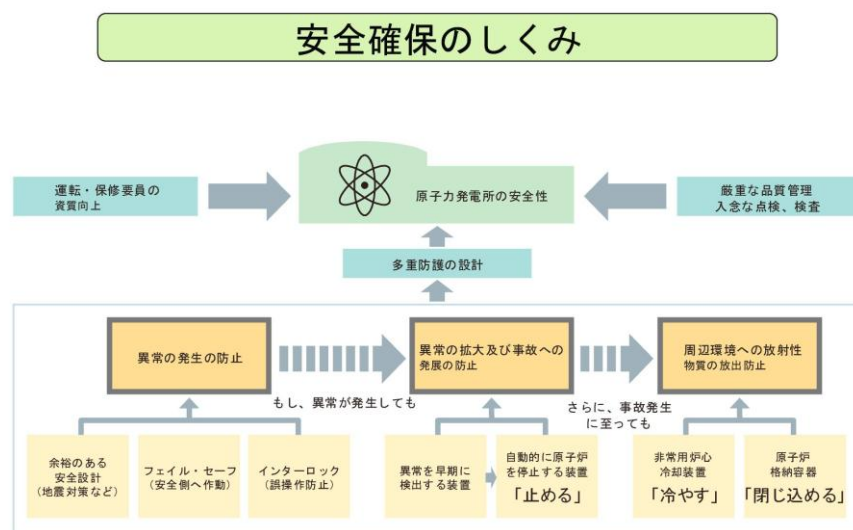 安全確保のしくみ
運転・保修要員の
資質向上
原子力発電所の安全性
厳重な品質管理
入念な点検、検査
多重防護の設計
異常の発生の防止
異常の拡大及び事故への
発展の防止
周辺環境への放射性
物質の放出防止
もし、異常が発生しても
さらに、事故発生
に至っても
余裕のある
安全設計
（地震対策など）
フェイル・セーフ
（安全側へ作動）
インターロック
（誤操作防止）
異常を早期に
検出する装置
自動的に原子炉
を停止する装置
「止める」
非常用炉心
冷却装置
「冷やす」
原子炉
格納容器
「閉じ込める」